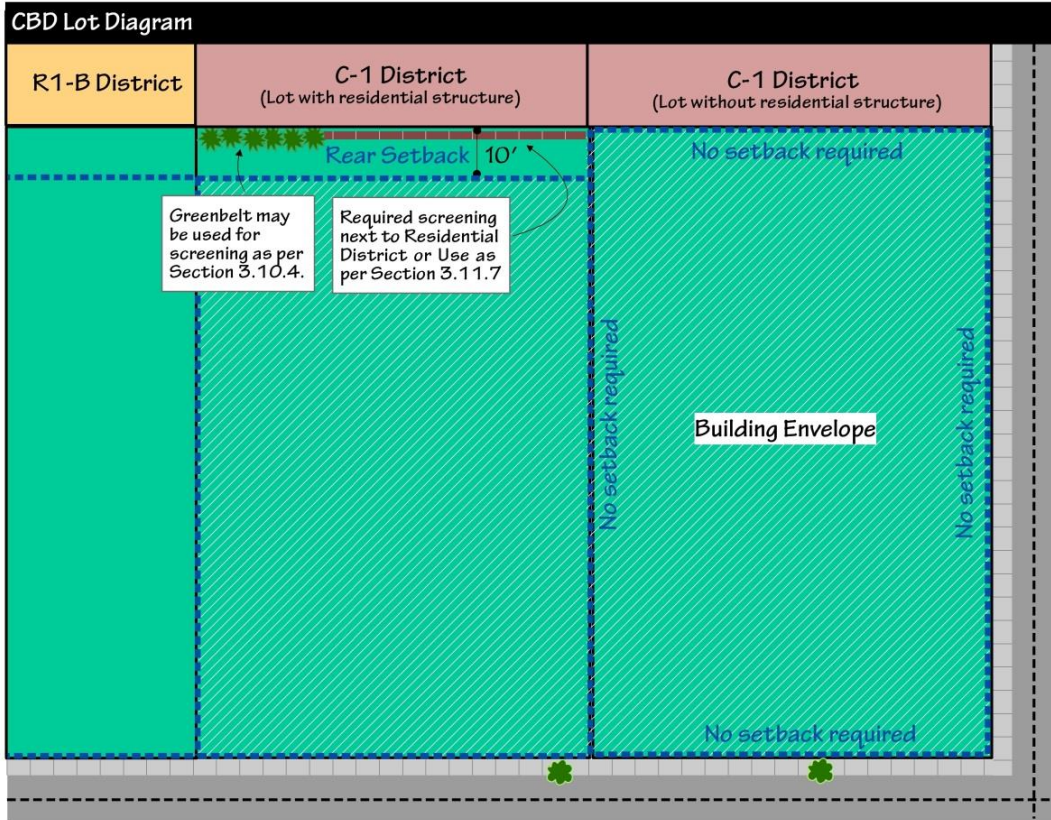 CBD Lot Diagram
R1-B District
C-1 District
(Lot with residential structure)
C-1 District
(Lot without residential structure)
Rear Setback
10'
No setback required
Greenbelt may
be used for
screening as per
Section 3.10.4.
Required screening
next to Residential
District or Use as
per Section 3.11.7
No setback required
Building Envelope
No setback required
No setback required